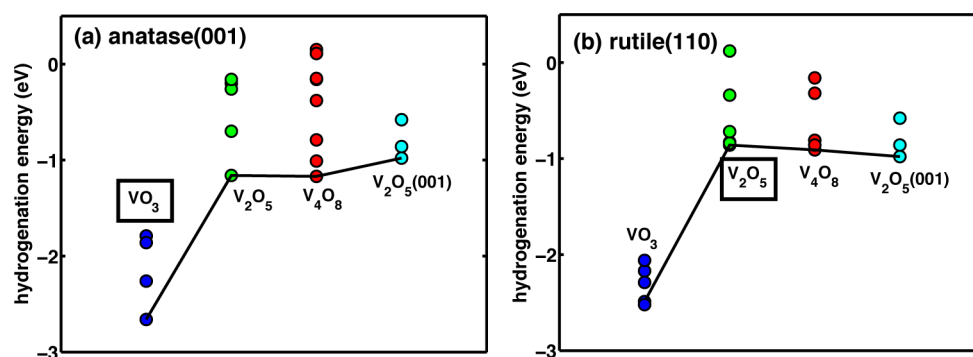 (a) anatase(001)
hydrogenation energy (eV)
0
−1
−2
−3
VO₃
V₂O₅
V₄O₈
V₂O₅(001)
(b) rutile(110)
hydrogenation energy (eV)
0
−1
−2
−3
VO₃
V₂O₅
V₄O₈
V₂O₅(001)